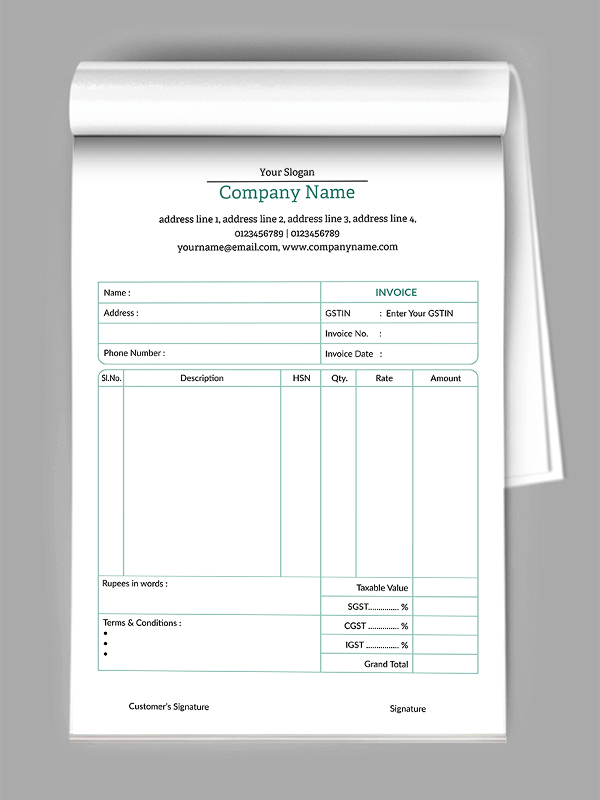 Your Slogan
Company Name
address line 1, address line 2, address line 3, address line 4,
0123456789 | 0123456789
yourname@email.com, www.companyname.com
Name :
INVOICE
Address :
GSTIN : Enter Your GSTIN
Invoice No. :
Phone Number :
Invoice Date :
Sl.No. Description HSN Qty. Rate Amount
Rupees in words :
Taxable Value
SGST.............. %
Terms & Conditions :
CGST .............. %
IGST .............. %
Grand Total
Customer's Signature
Signature